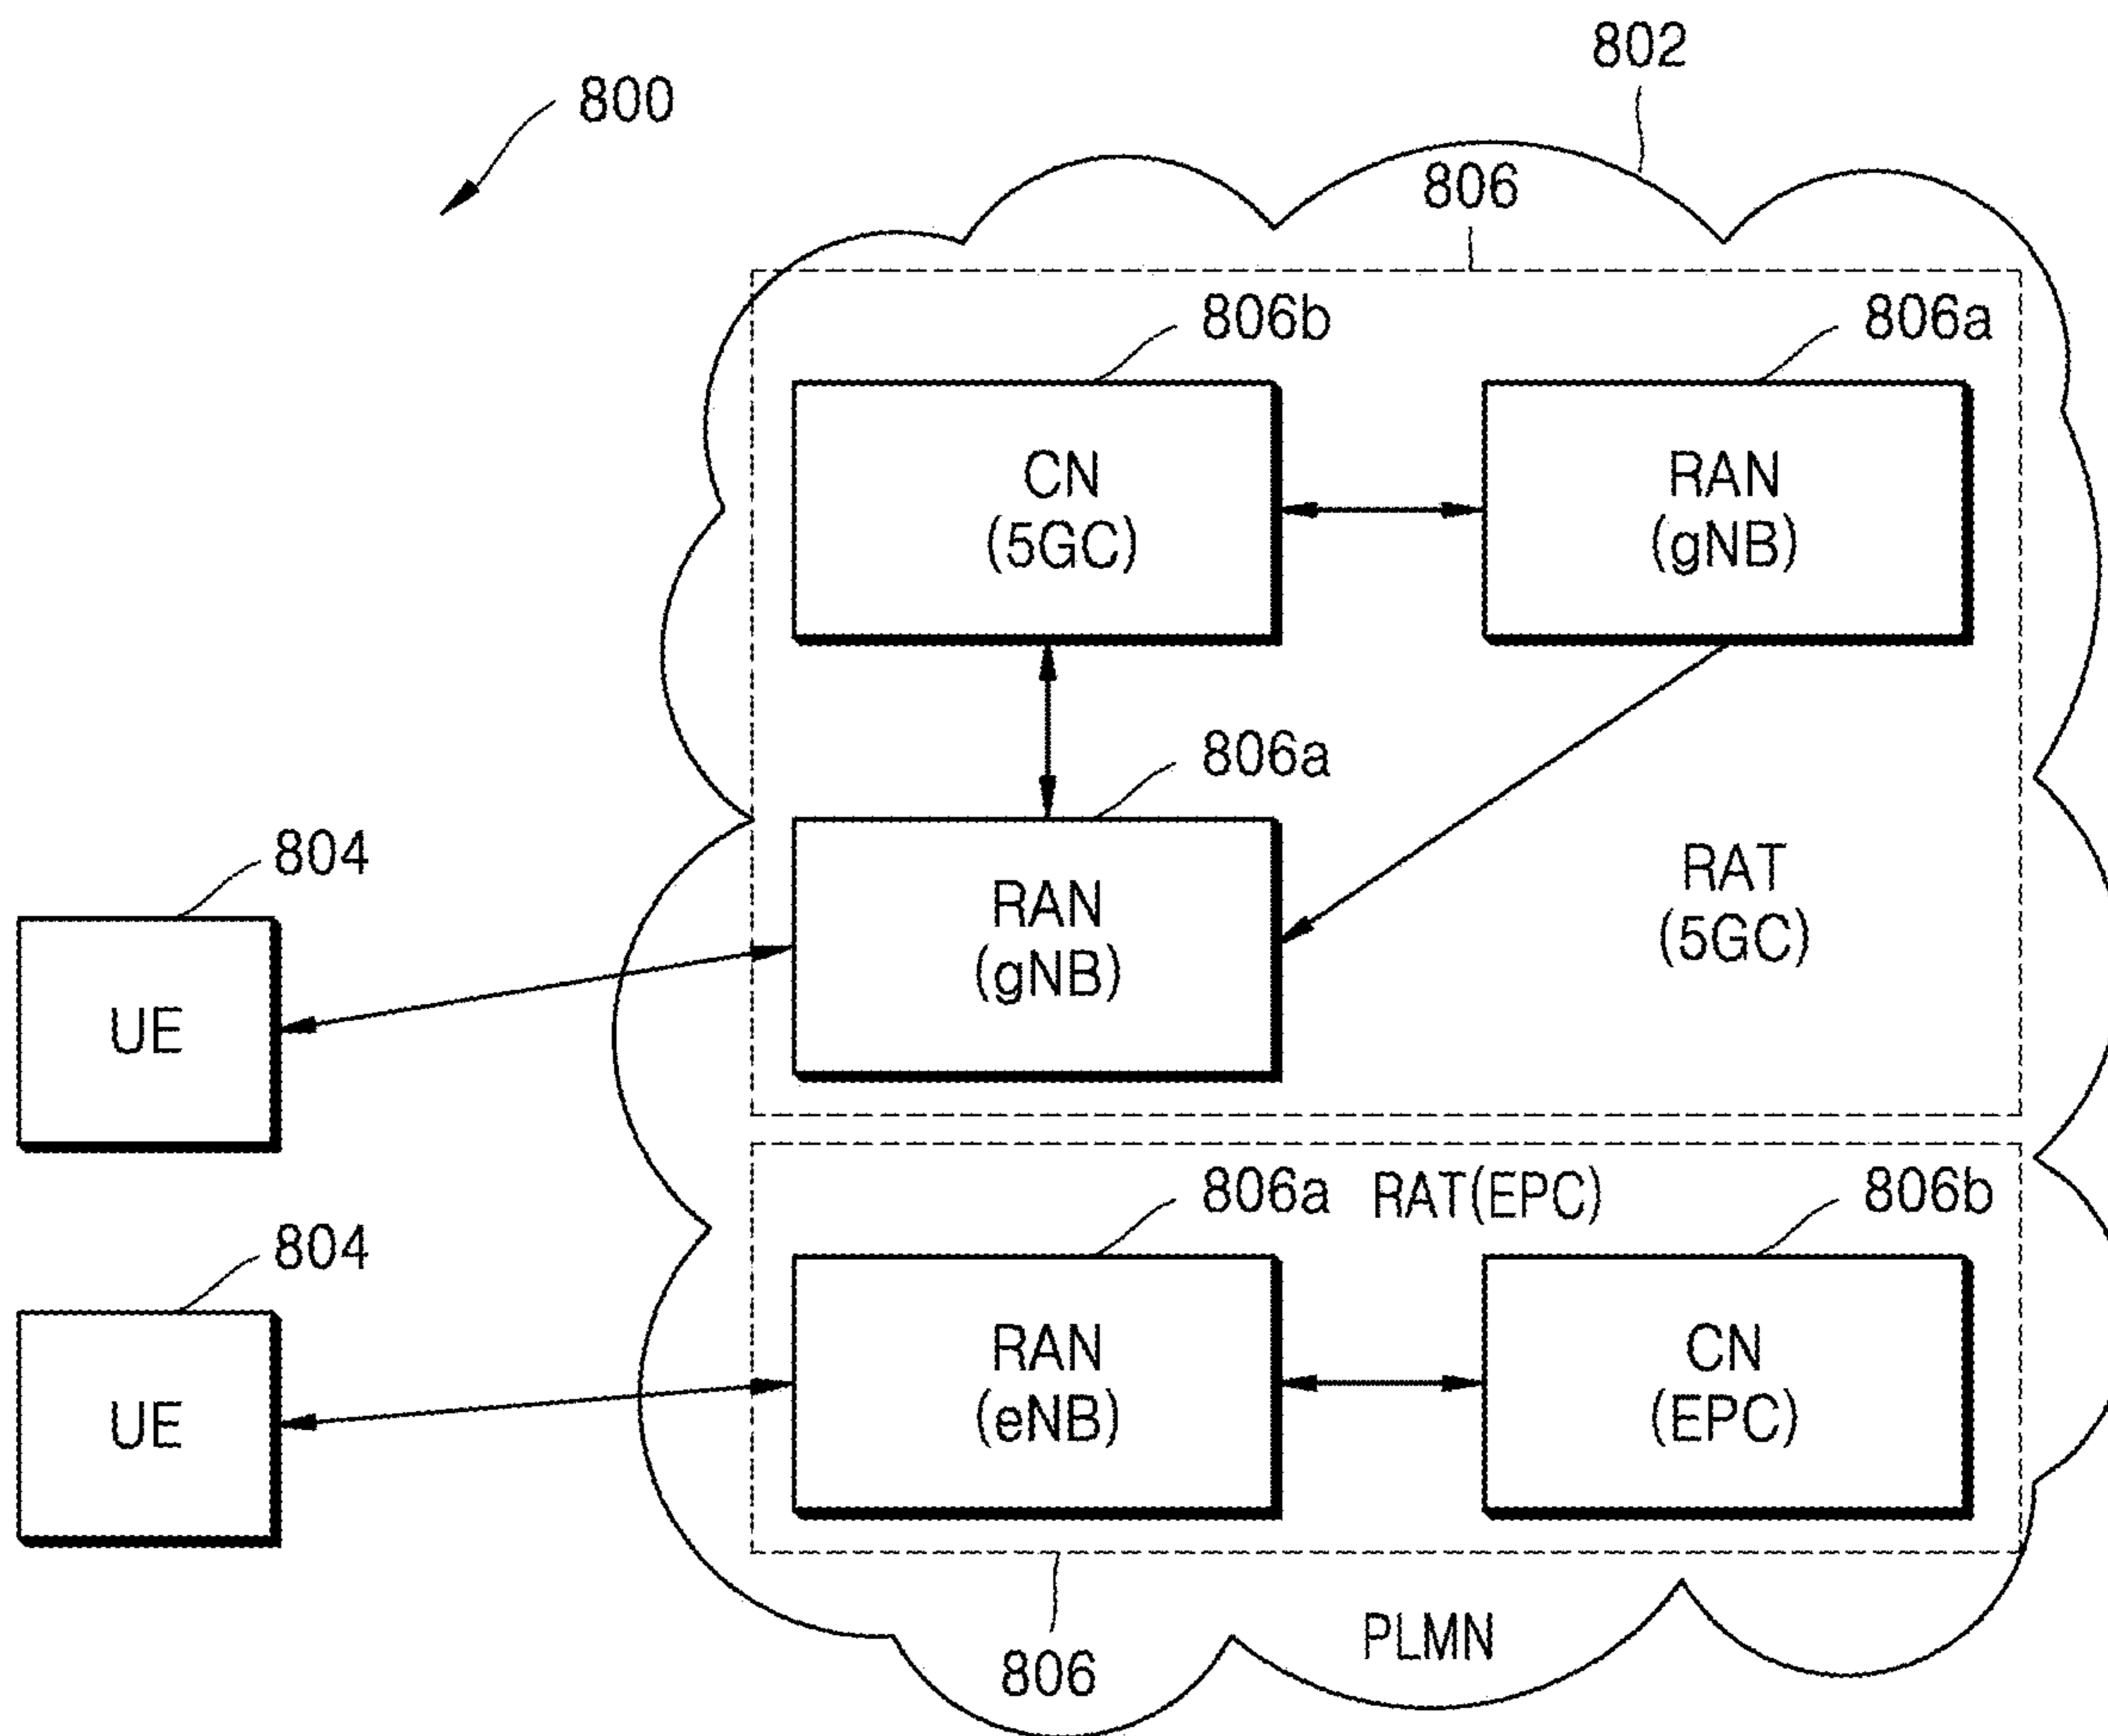 802
800
806
806b
806a
CN
(5GC)
RAN
(gNB)
806a
804
RAN
(gNB)
RAT
(5GC)
UE
806a
RAT(EPC)
806b
804
RAN
(eNB)
CN
(EPC)
UE
PLMN
806